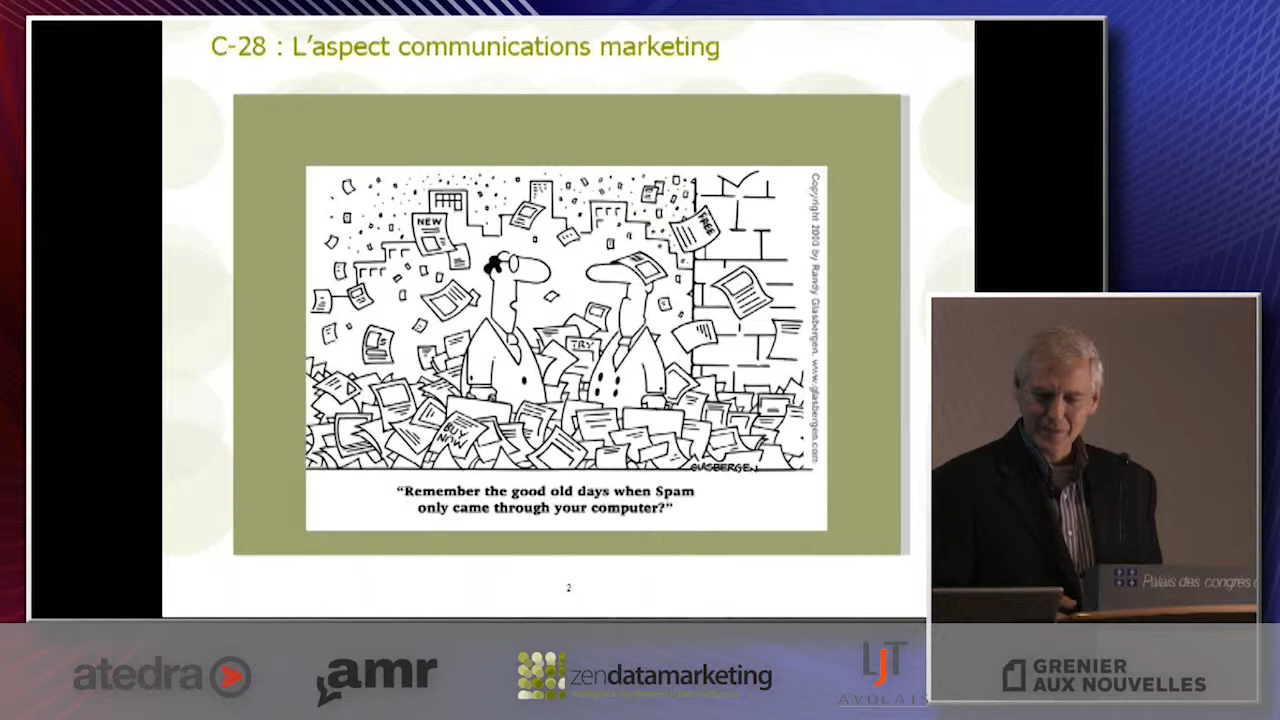 C-28 : L'aspect communications marketing
NEW
FREE
TRY
BUY
NOW
Copyright 2003 by Randy Glasbergen. www.glasbergen.com
GLASBERGEN
"Remember the good old days when Spam
only came through your computer?"
2
Palais des congrès
atedra
amr
zendatamarketing
LJT
AVOCATS
GRENIER
AUX NOUVELLES